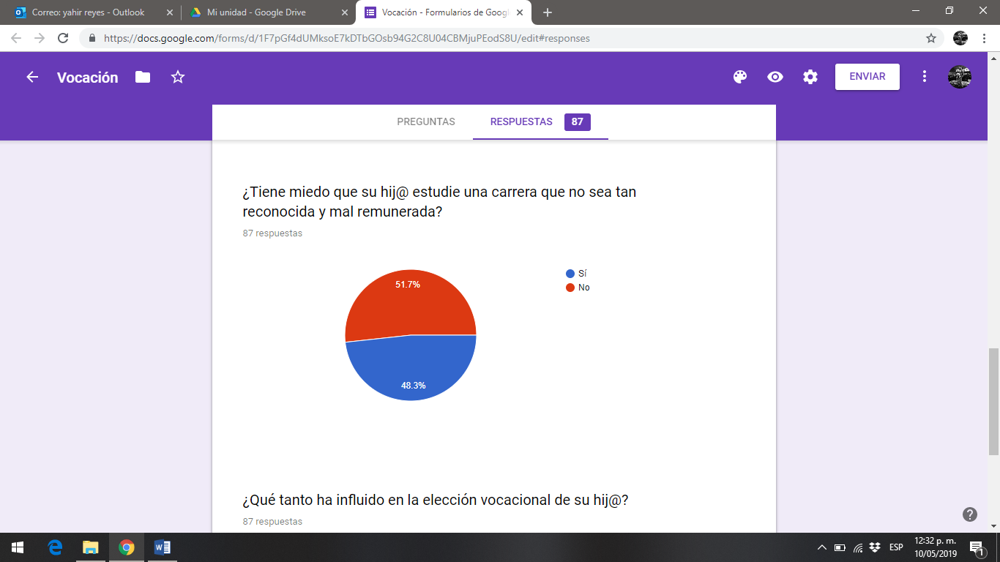 Correo: yahir reyes - Outlook
Mi unidad - Google Drive
Vocación - Formularios de Goog
https://docs.google.com/forms/d/1F7pGf4dUMksoE7kDTbGOsb94G2C8U04CBMjuPEodS8U/edit#responses
Vocación
ENVIAR
PREGUNTAS
RESPUESTAS
87
¿Tiene miedo que su hij@ estudie una carrera que no sea tan
reconocida y mal remunerada?
87 respuestas
51.7%
48.3%
Sí
No
¿Qué tanto ha influido en la elección vocacional de su hij@?
87 respuestas
ESP
12:32 p. m.
10/05/2019
1